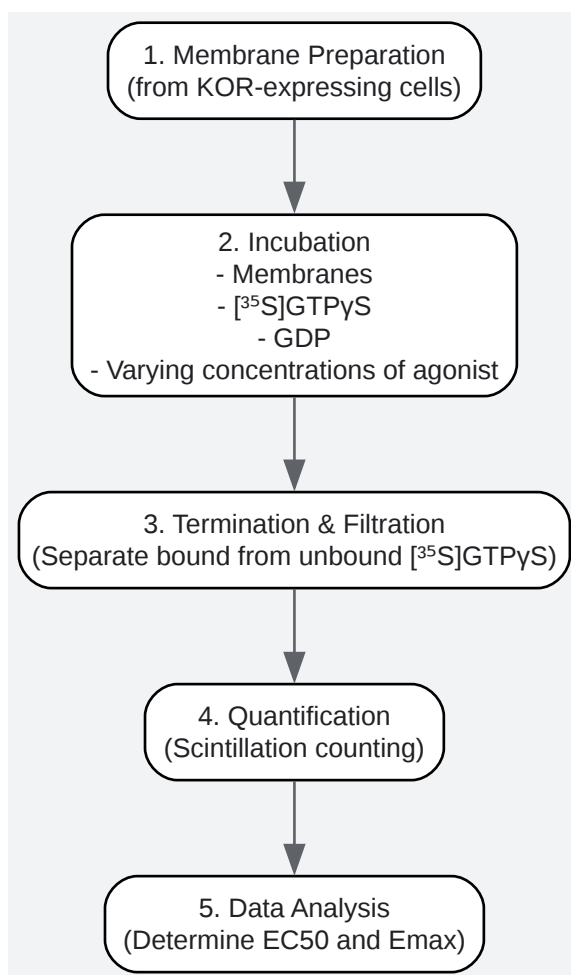 1. Membrane Preparation
(from KOR-expressing cells)
2. Incubation
- Membranes
- [³⁵S]GTPγS
- GDP
- Varying concentrations of agonist
3. Termination & Filtration
(Separate bound from unbound [³⁵S]GTPγS)
4. Quantification
(Scintillation counting)
5. Data Analysis
(Determine EC50 and Emax)